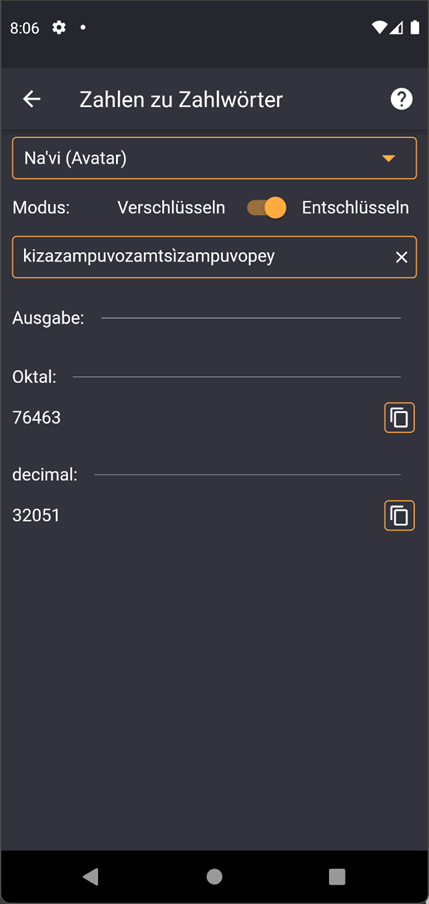 8:06
Zahlen zu Zahlwörter
Na'vi (Avatar)
Modus: Verschlüsseln Entschlüsseln
kizazampuvozamtsìzampuvopey
Ausgabe:
Oktal:
76463
decimal:
32051